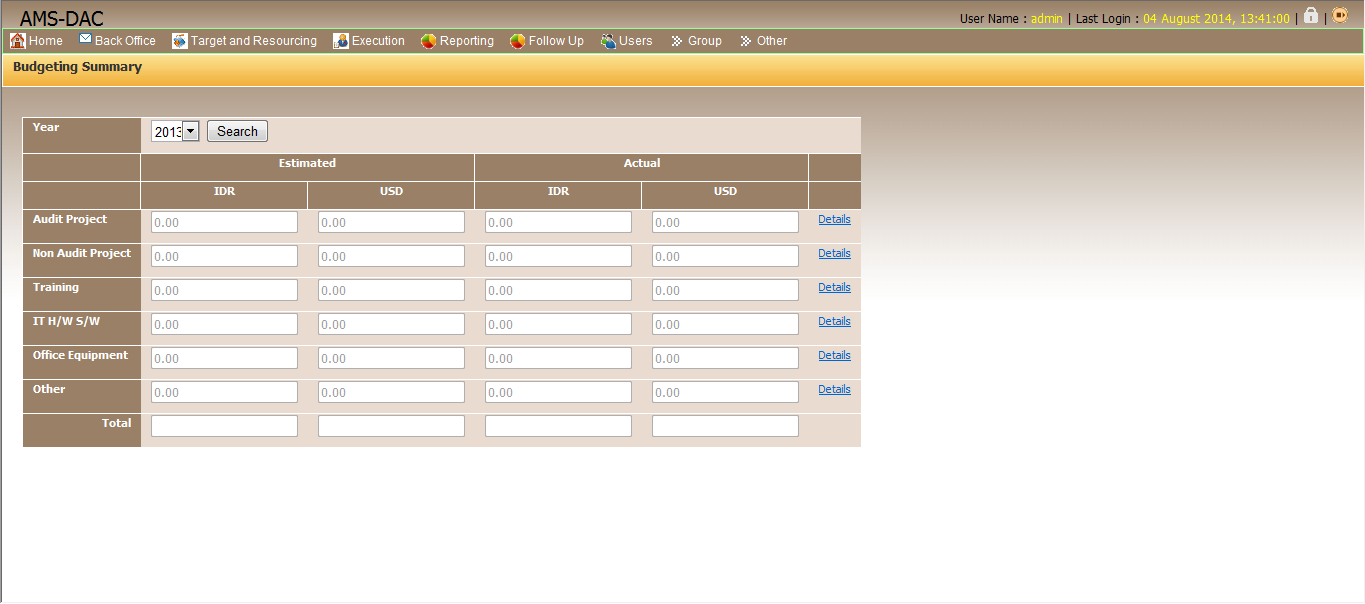 AMS-DAC
User Name : admin | Last Login : 04 August 2014, 13:41:00 | |
Home Back Office Target and Resourcing Execution Reporting Follow Up Users Group Other
Budgeting Summary
Year 2013 Search
Estimated Actual
IDR USD IDR USD
Audit Project 0.00 0.00 0.00 0.00 Details
Non Audit Project 0.00 0.00 0.00 0.00 Details
Training 0.00 0.00 0.00 0.00 Details
IT H/W S/W 0.00 0.00 0.00 0.00 Details
Office Equipment 0.00 0.00 0.00 0.00 Details
Other 0.00 0.00 0.00 0.00 Details
Total